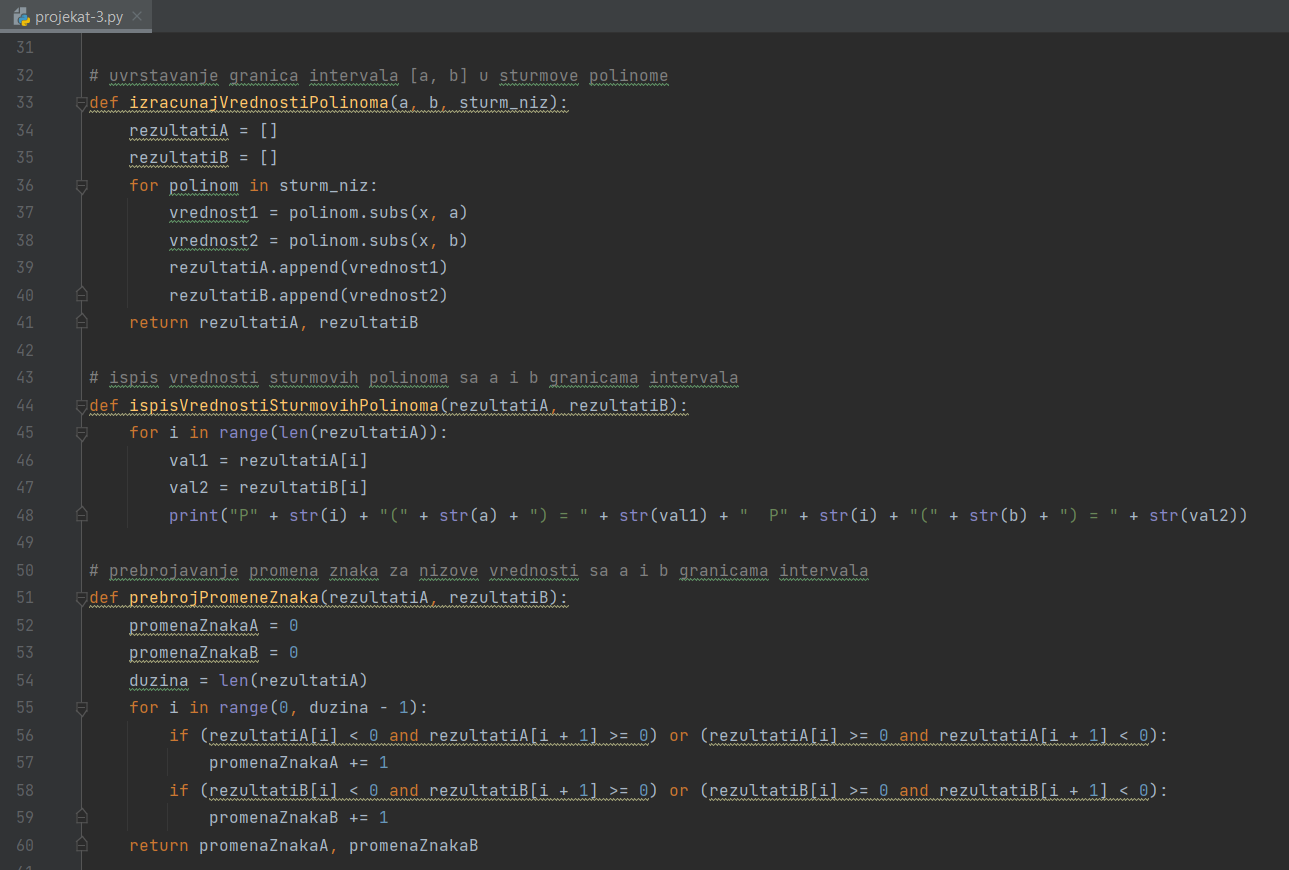 projekat-3.py
31
32 # uvrstavanje granica intervala [a, b] u sturmove polinome
33 def izracunajVrednostiPolinoma(a, b, sturm_niz):
34     rezultatiA = []
35     rezultatiB = []
36     for polinom in sturm_niz:
37         vrednost1 = polinom.subs(x, a)
38         vrednost2 = polinom.subs(x, b)
39         rezultatiA.append(vrednost1)
40         rezultatiB.append(vrednost2)
41     return rezultatiA, rezultatiB
42
43 # ispis vrednosti sturmovih polinoma sa a i b granicama intervala
44 def ispisVrednostiSturmovihPolinoma(rezultatiA, rezultatiB):
45     for i in range(len(rezultatiA)):
46         val1 = rezultatiA[i]
47         val2 = rezultatiB[i]
48         print("P" + str(i) + "(" + str(a) + ") = " + str(val1) + "  P" + str(i) + "(" + str(b) + ") = " + str(val2))
49
50 # prebrojavanje promena znaka za nizove vrednosti sa a i b granicama intervala
51 def prebrojPromeneZnaka(rezultatiA, rezultatiB):
52     promenaZnakaA = 0
53     promenaZnakaB = 0
54     duzina = len(rezultatiA)
55     for i in range(0, duzina - 1):
56         if (rezultatiA[i] < 0 and rezultatiA[i + 1] >= 0) or (rezultatiA[i] >= 0 and rezultatiA[i + 1] < 0):
57             promenaZnakaA += 1
58         if (rezultatiB[i] < 0 and rezultatiB[i + 1] >= 0) or (rezultatiB[i] >= 0 and rezultatiB[i + 1] < 0):
59             promenaZnakaB += 1
60     return promenaZnakaA, promenaZnakaB